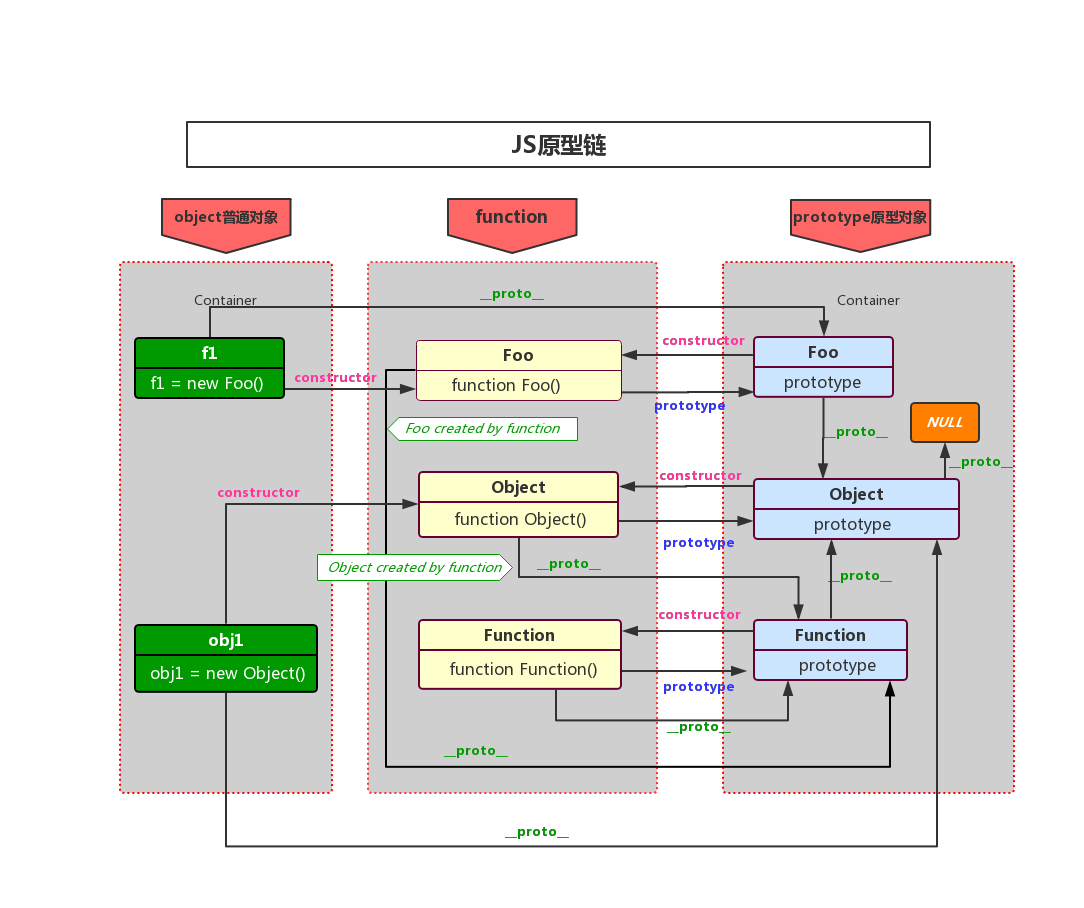 JS原型链
object普通对象
function
prototype原型对象
__proto__
Container
Container
f1
f1 = new Foo()
constructor
Foo
function Foo()
constructor
prototype
Foo
prototype
__proto__
NULL
__proto__
Foo created by function
constructor
Object
function Object()
constructor
prototype
Object
prototype
Object created by function
__proto__
__proto__
obj1
obj1 = new Object()
Function
function Function()
constructor
prototype
Function
prototype
__proto__
__proto__
__proto__